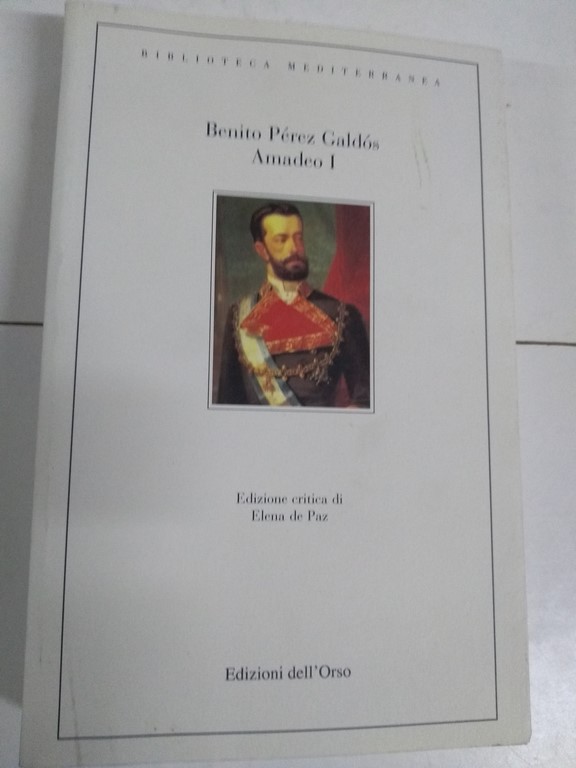 BIBLIOTECA MEDITERRANEA
Benito Pérez Galdós
Amadeo I
Edizione critica di
Elena de Paz
Edizioni dell'Orso